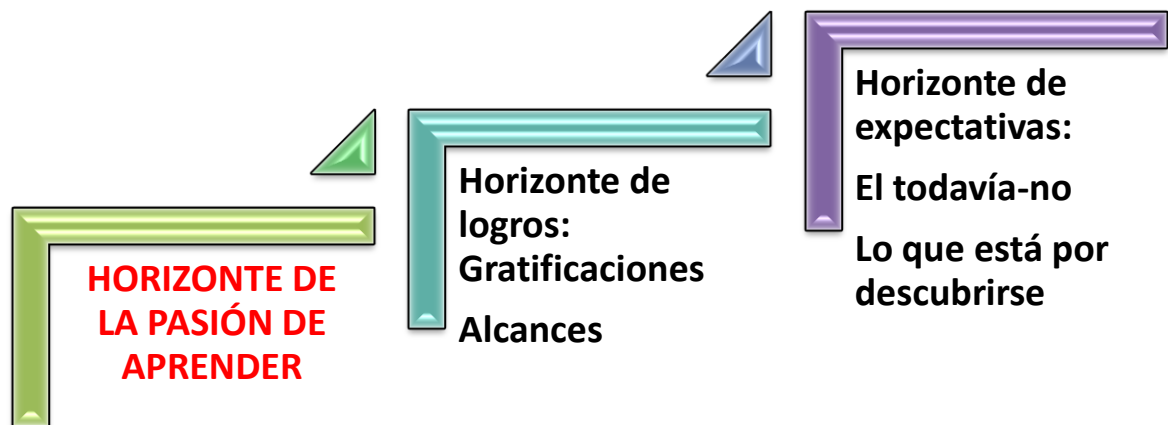 HORIZONTE DE
LA PASIÓN DE
APRENDER
Horizonte de
logros:
Gratificaciones
Alcances
Horizonte de
expectativas:
El todavía-no
Lo que está por
descubrirse